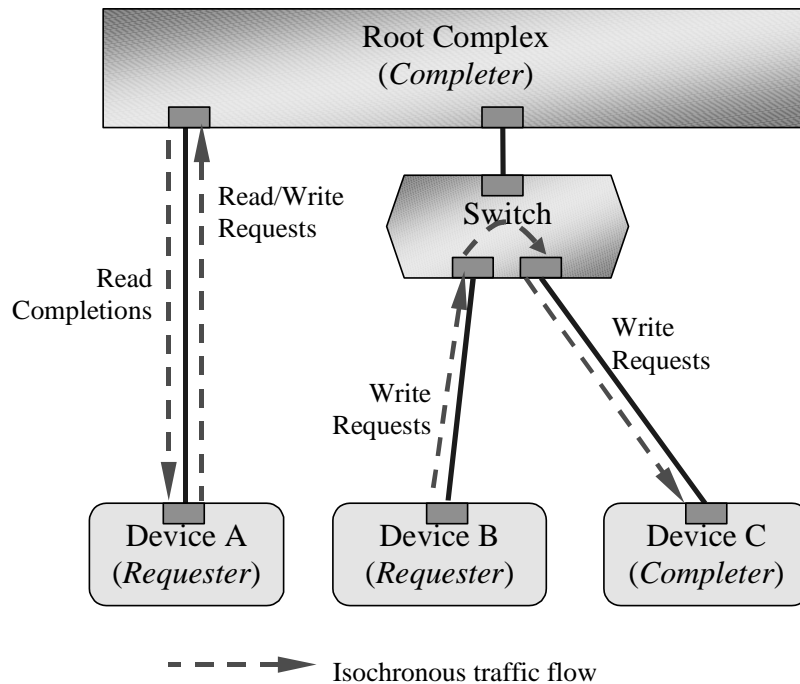 Root Complex
(Completer)
Switch
Read/Write
Requests
Read
Completions
Write
Requests
Write
Requests
Device A
(Requester)
Device B
(Requester)
Device C
(Completer)
Isochronous traffic flow